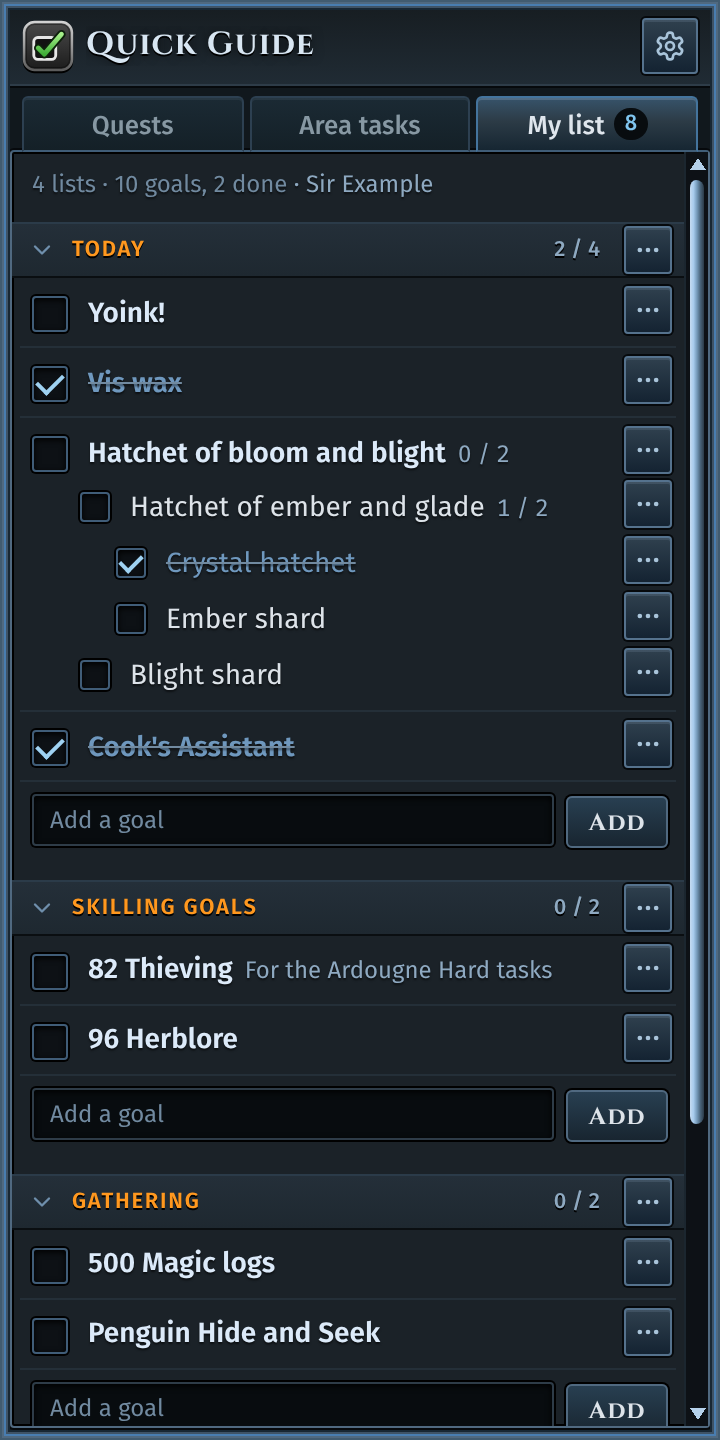 Quick Guide
Quests
Area tasks
My list 8
4 lists · 10 goals, 2 done · Sir Example
TODAY 2 / 4
Yoink!
Vis wax
Hatchet of bloom and blight 0 / 2
Hatchet of ember and glade 1 / 2
Crystal hatchet
Ember shard
Blight shard
Cook's Assistant
Add a goal ADD
SKILLING GOALS 0 / 2
82 Thieving For the Ardougne Hard tasks
96 Herblore
Add a goal ADD
GATHERING 0 / 2
500 Magic logs
Penguin Hide and Seek
Add a goal ADD